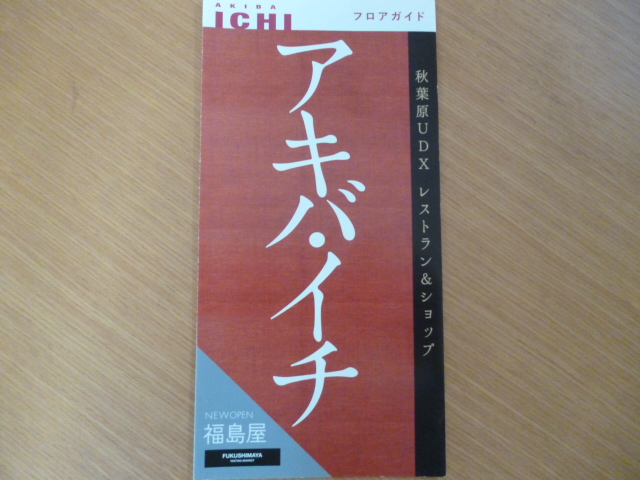 AKIBA
ICHI
フロアガイド
アキバ・イチ
秋葉原UDX レストラン&ショップ
NEW OPEN
福島屋
FUKUSHIMAYA